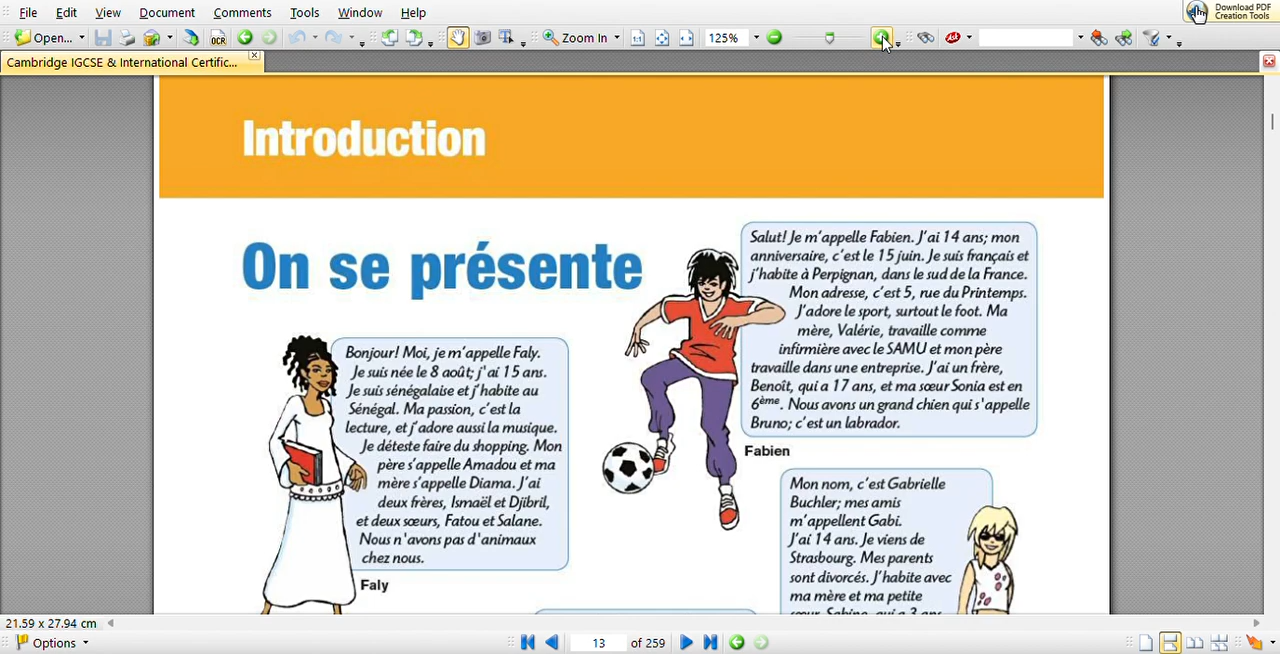 File Edit View Document Comments Tools Window Help
Download PDF
Creation Tools
Open... OCR Zoom In 125% Ask
Cambridge IGCSE & International Certific...
Introduction
On se présente
Salut! Je m'appelle Fabien. J'ai 14 ans; mon
anniversaire, c'est le 15 juin. Je suis français et
j'habite à Perpignan, dans le sud de la France.
Mon adresse, c'est 5, rue du Printemps.
J'adore le sport, surtout le foot. Ma
mère, Valérie, travaille comme
infirmière avec le SAMU et mon père
travaille dans une entreprise. J'ai un frère,
Benoît, qui a 17 ans, et ma sœur Sonia est en
6ème. Nous avons un grand chien qui s'appelle
Bruno; c'est un labrador.
Fabien
Bonjour! Moi, je m'appelle Faly.
Je suis née le 8 août; j'ai 15 ans.
Je suis sénégalaise et j'habite au
Sénégal. Ma passion, c'est la
lecture, et j'adore aussi la musique.
Je déteste faire du shopping. Mon
père s'appelle Amadou et ma
mère s'appelle Diama. J'ai
deux frères, Ismaël et Djibril,
et deux sœurs, Fatou et Salane.
Nous n'avons pas d'animaux
chez nous.
Faly
Mon nom, c'est Gabrielle
Buchler; mes amis
m'appellent Gabi.
J'ai 14 ans. Je viens de
Strasbourg. Mes parents
sont divorcés. J'habite avec
ma mère et ma petite
sœur, Sabine, qui a 3 ans.
21.59 x 27.94 cm
Options 13 of 259